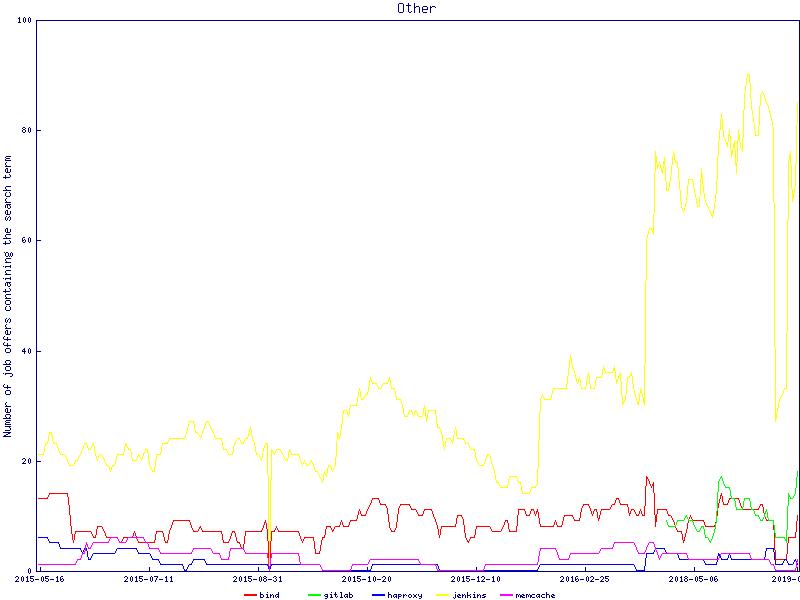 Other
Number of job offers containing the search term
100
80
60
40
20
0
2015-05-16 2015-07-11 2015-08-31 2015-10-20 2015-12-10 2016-02-25 2018-05-06 2019-0
bind gitlab haproxy jenkins memcache